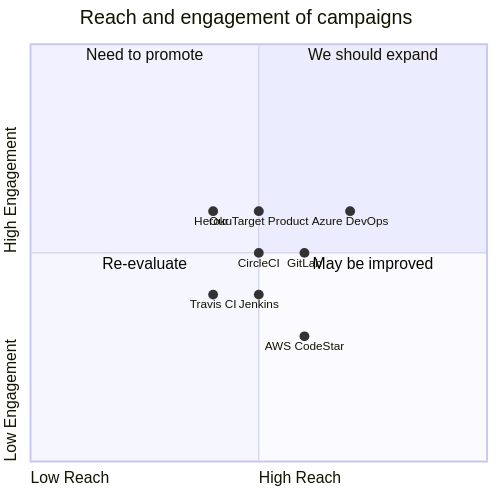 Reach and engagement of campaigns
Need to promote
We should expand
High Engagement
Heroku
Our Target Product
Azure DevOps
CircleCI
GitLab
Re-evaluate
May be improved
Travis CI
Jenkins
AWS CodeStar
Low Engagement
Low Reach
High Reach